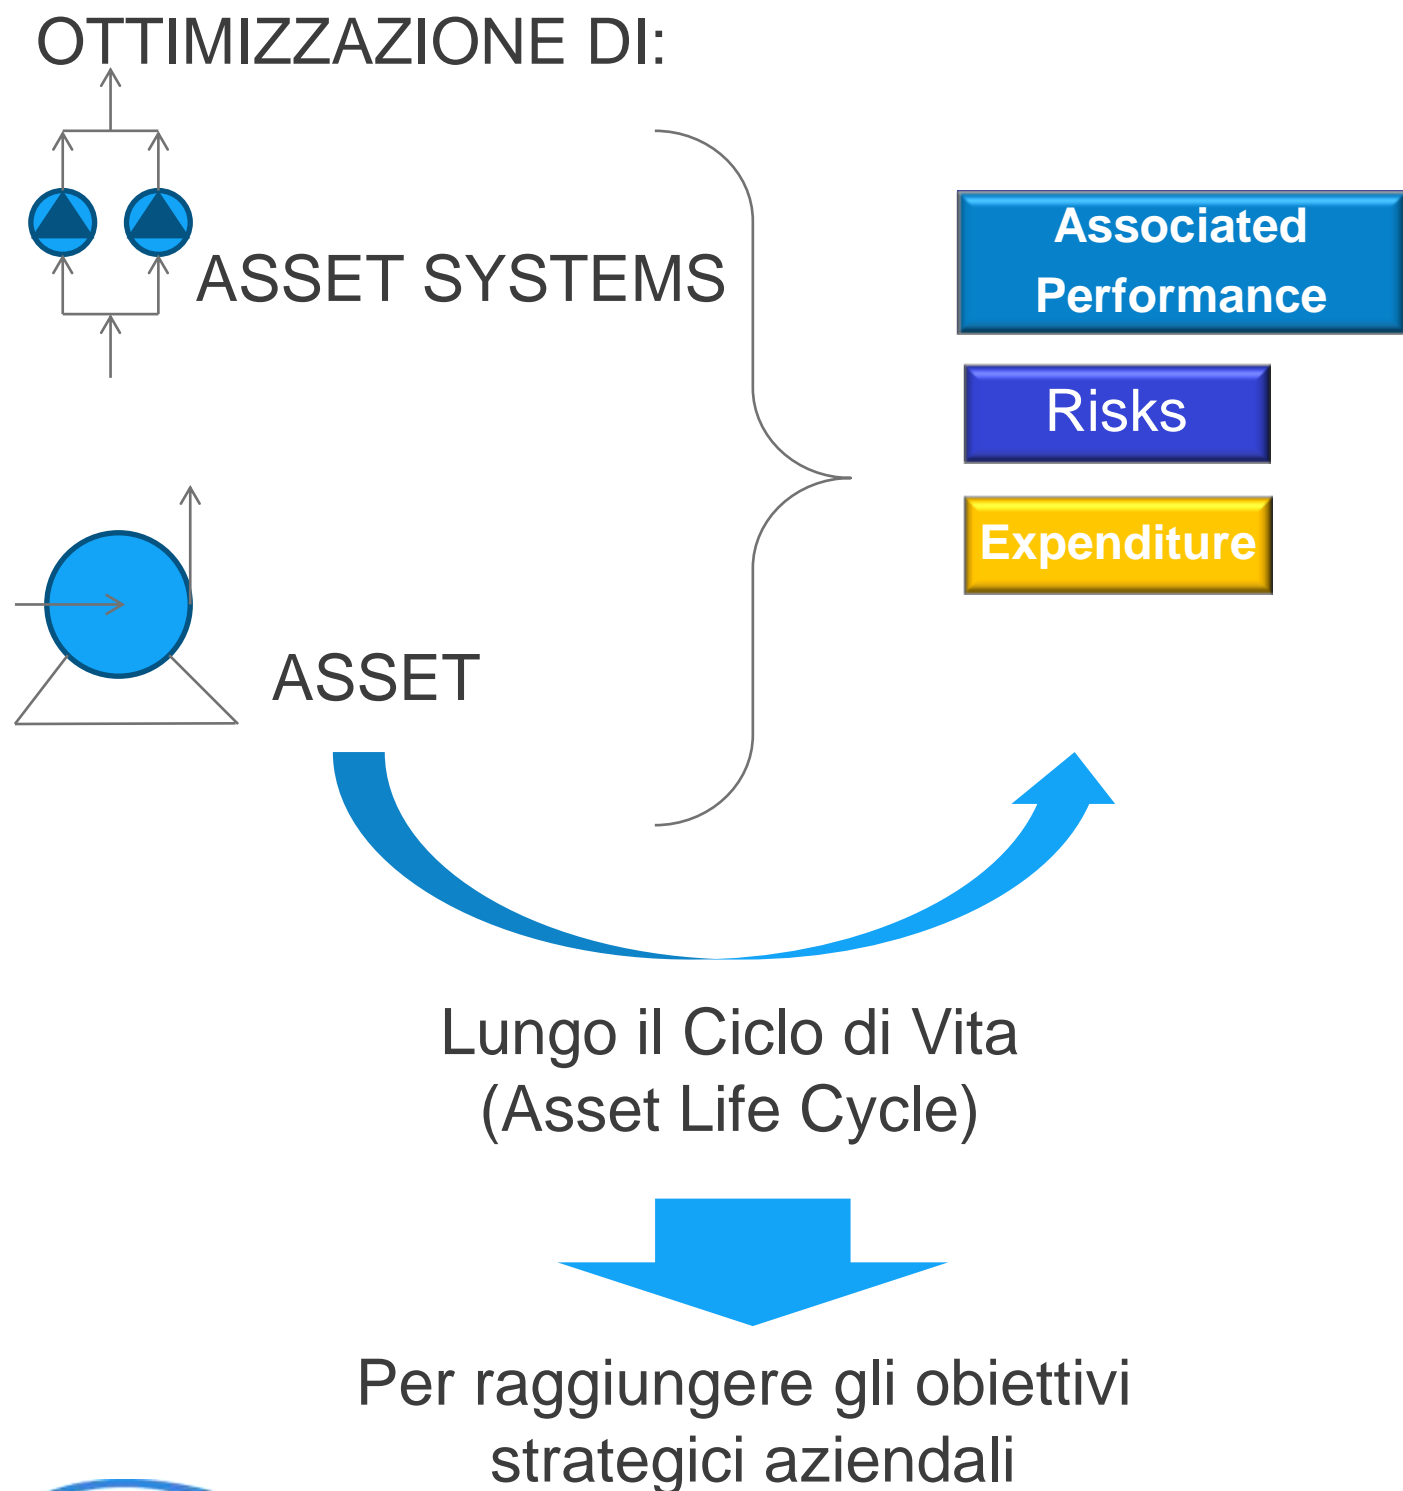 OTTIMIZZAZIONE DI:
ASSET SYSTEMS
ASSET
Associated
Performance
Risks
Expenditure
Lungo il Ciclo di Vita
(Asset Life Cycle)
Per raggiungere gli obiettivi
strategici aziendali